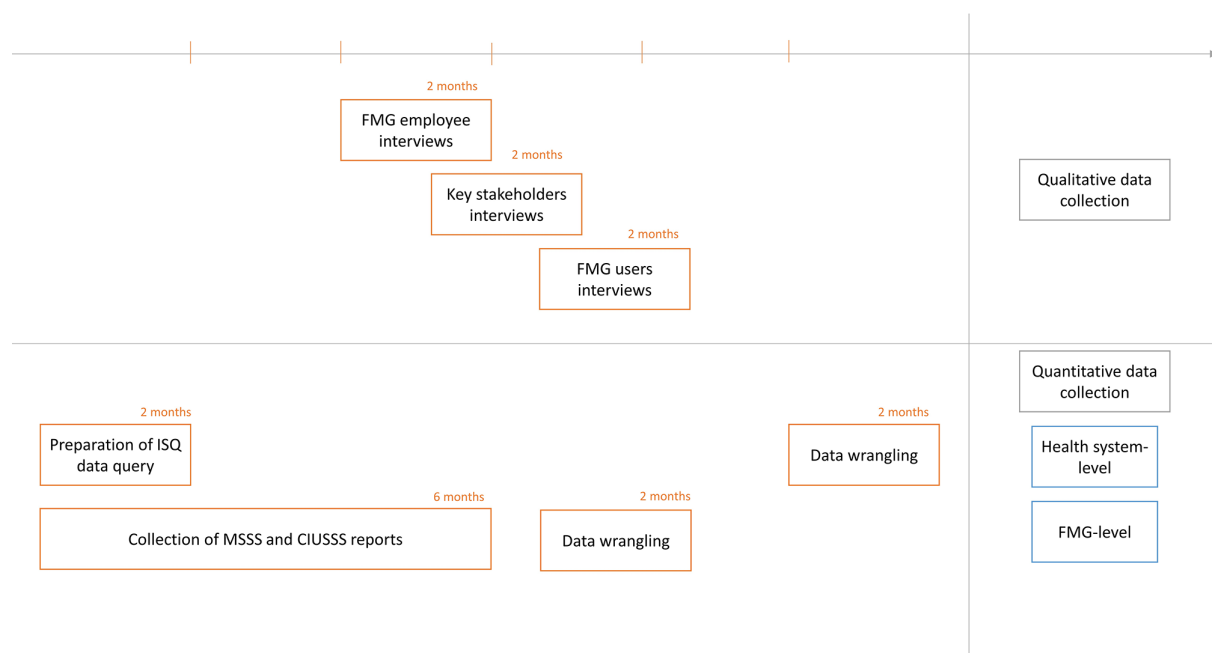 2 months
FMG employee
interviews
2 months
Key stakeholders
interviews
2 months
FMG users
interviews
Qualitative data
collection
Quantitative data
collection
2 months
Preparation of ISQ
data query
2 months
Data wrangling
Health system-
level
6 months
Collection of MSSS and CIUSSS reports
2 months
Data wrangling
FMG-level